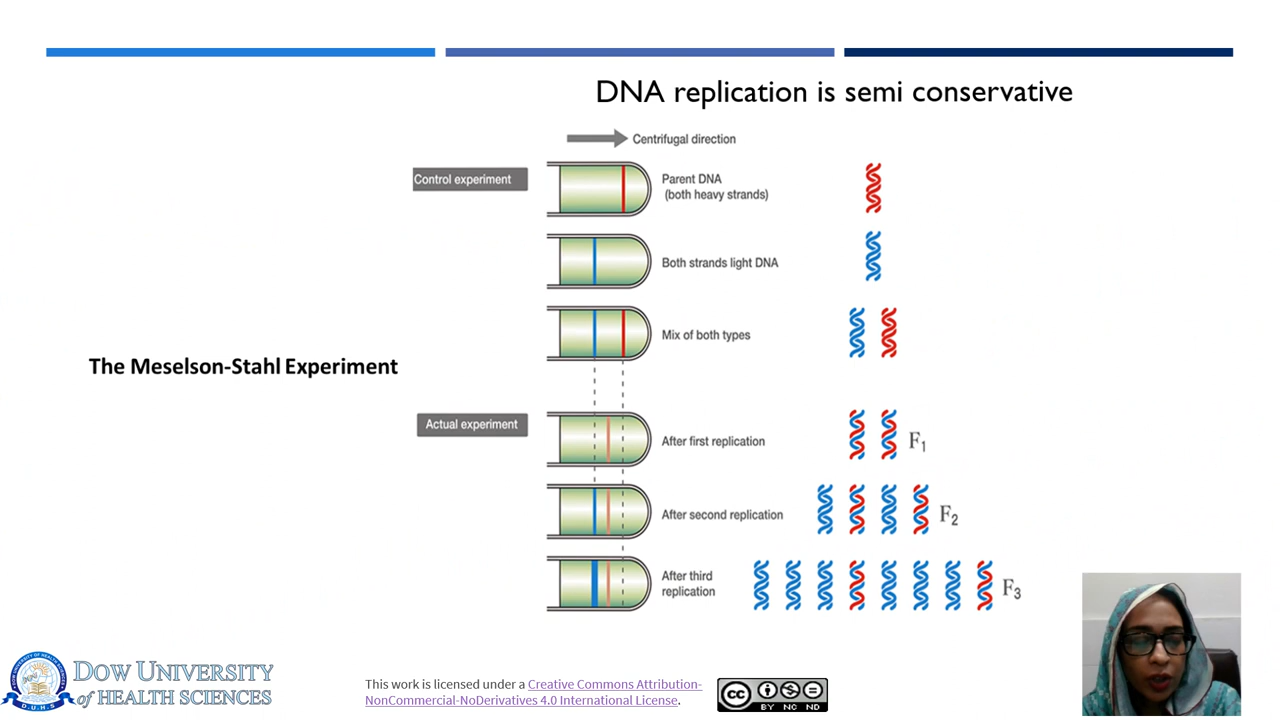 DNA replication is semi conservative
Centrifugal direction
Control experiment
Parent DNA
(both heavy strands)
Both strands light DNA
Mix of both types
The Meselson-Stahl Experiment
Actual experiment
After first replication
F1
After second replication
F2
After third
replication
F3
DOW UNIVERSITY
of HEALTH SCIENCES
D.U.H.S
This work is licensed under a Creative Commons Attribution-
NonCommercial-NoDerivatives 4.0 International License.
cc
BY NC ND